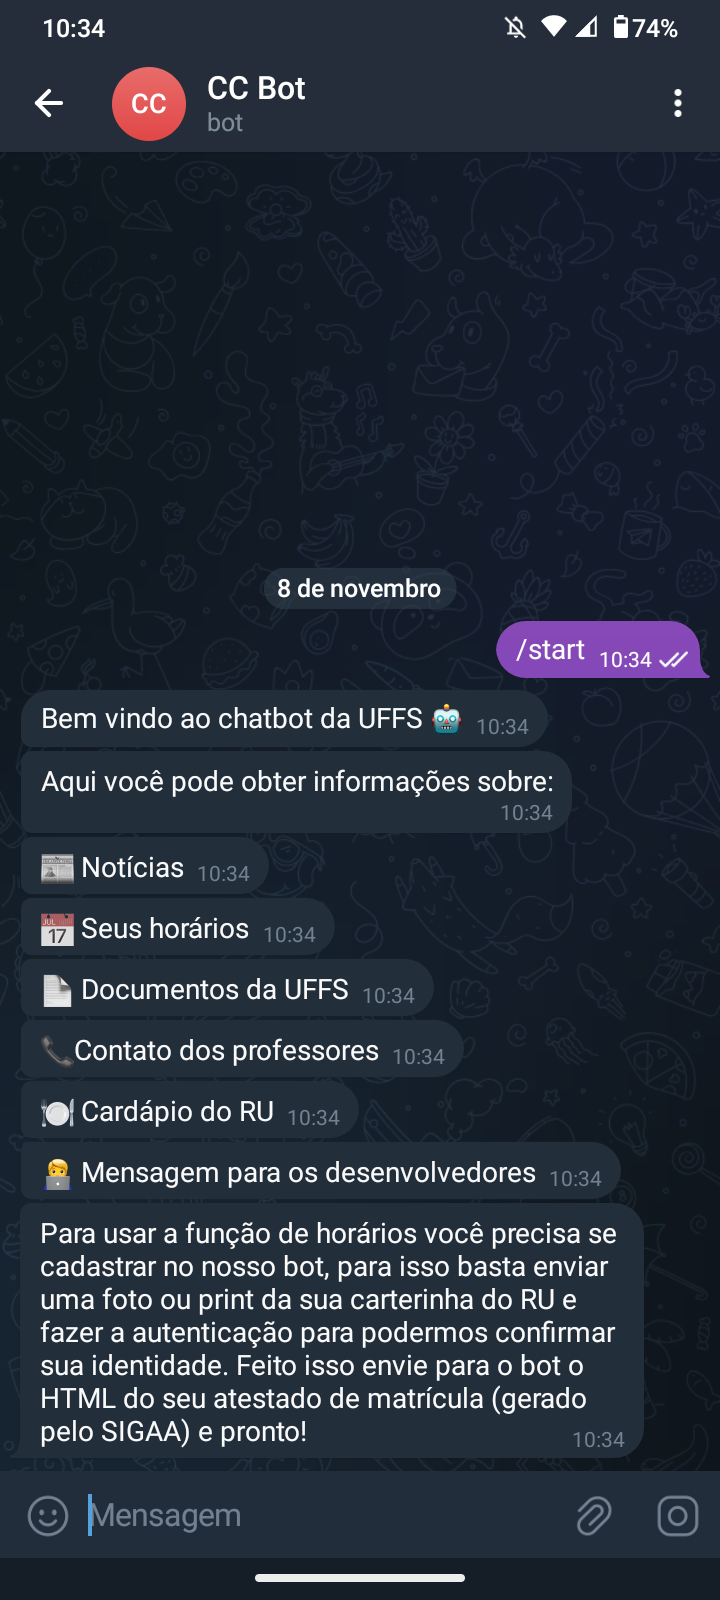 10:34
74%
CC
CC Bot
bot
8 de novembro
/start 10:34
Bem vindo ao chatbot da UFFS 🤖 10:34
Aqui você pode obter informações sobre:
10:34
📰 Notícias 10:34
📅 Seus horários 10:34
📄 Documentos da UFFS 10:34
📞Contato dos professores 10:34
🍽 Cardápio do RU 10:34
👨‍💻 Mensagem para os desenvolvedores 10:34
Para usar a função de horários você precisa se
cadastrar no nosso bot, para isso basta enviar
uma foto ou print da sua carterinha do RU e
fazer a autenticação para podermos confirmar
sua identidade. Feito isso envie para o bot o
HTML do seu atestado de matrícula (gerado
pelo SIGAA) e pronto! 10:34
Mensagem